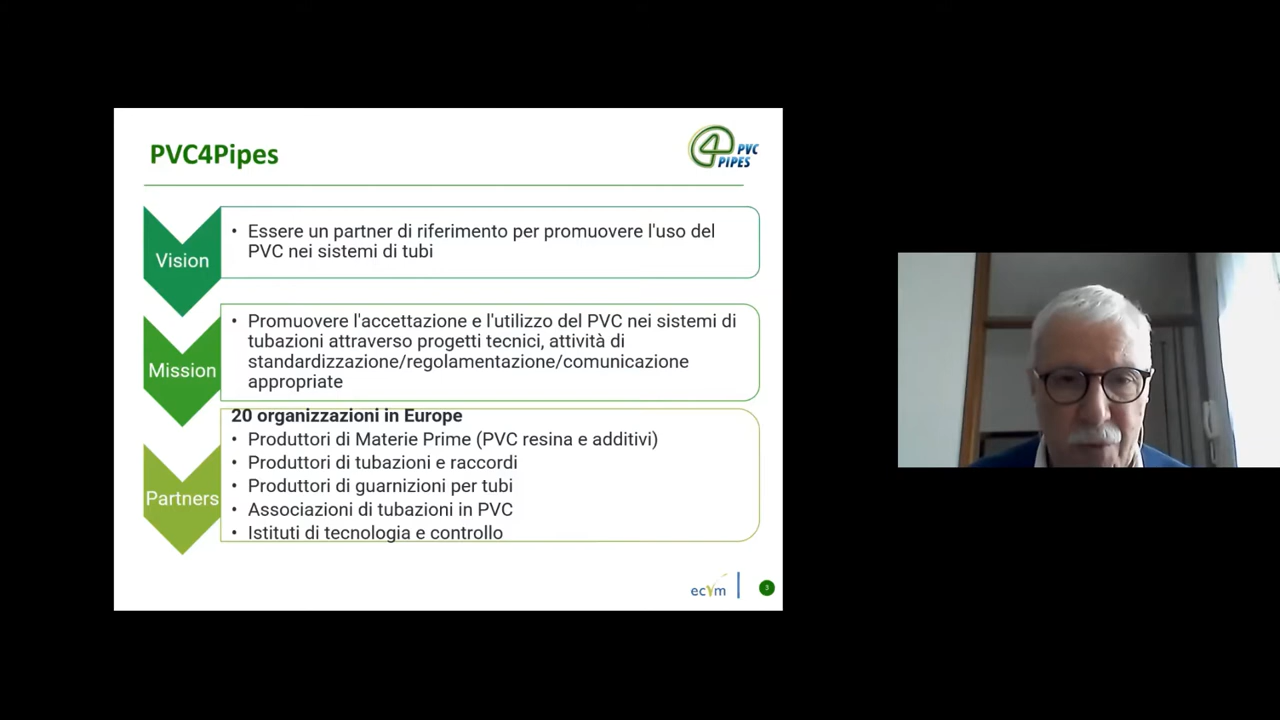 PVC4Pipes
4 PVC
PIPES
Vision
• Essere un partner di riferimento per promuovere l'uso del
PVC nei sistemi di tubi
Mission
• Promuovere l'accettazione e l'utilizzo del PVC nei sistemi di
tubazioni attraverso progetti tecnici, attività di
standardizzazione/regolamentazione/comunicazione
appropriate
Partners
20 organizzazioni in Europe
• Produttori di Materie Prime (PVC resina e additivi)
• Produttori di tubazioni e raccordi
• Produttori di guarnizioni per tubi
• Associazioni di tubazioni in PVC
• Istituti di tecnologia e controllo
ecvm
3